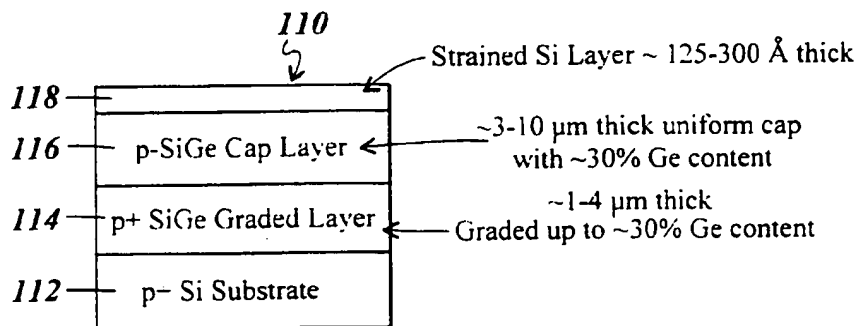 110
Strained Si Layer ~ 125-300 Å thick
118
116
p-SiGe Cap Layer
~3-10 μm thick uniform cap
with ~30% Ge content
114
p+ SiGe Graded Layer
~1-4 μm thick
Graded up to ~30% Ge content
112
p− Si Substrate